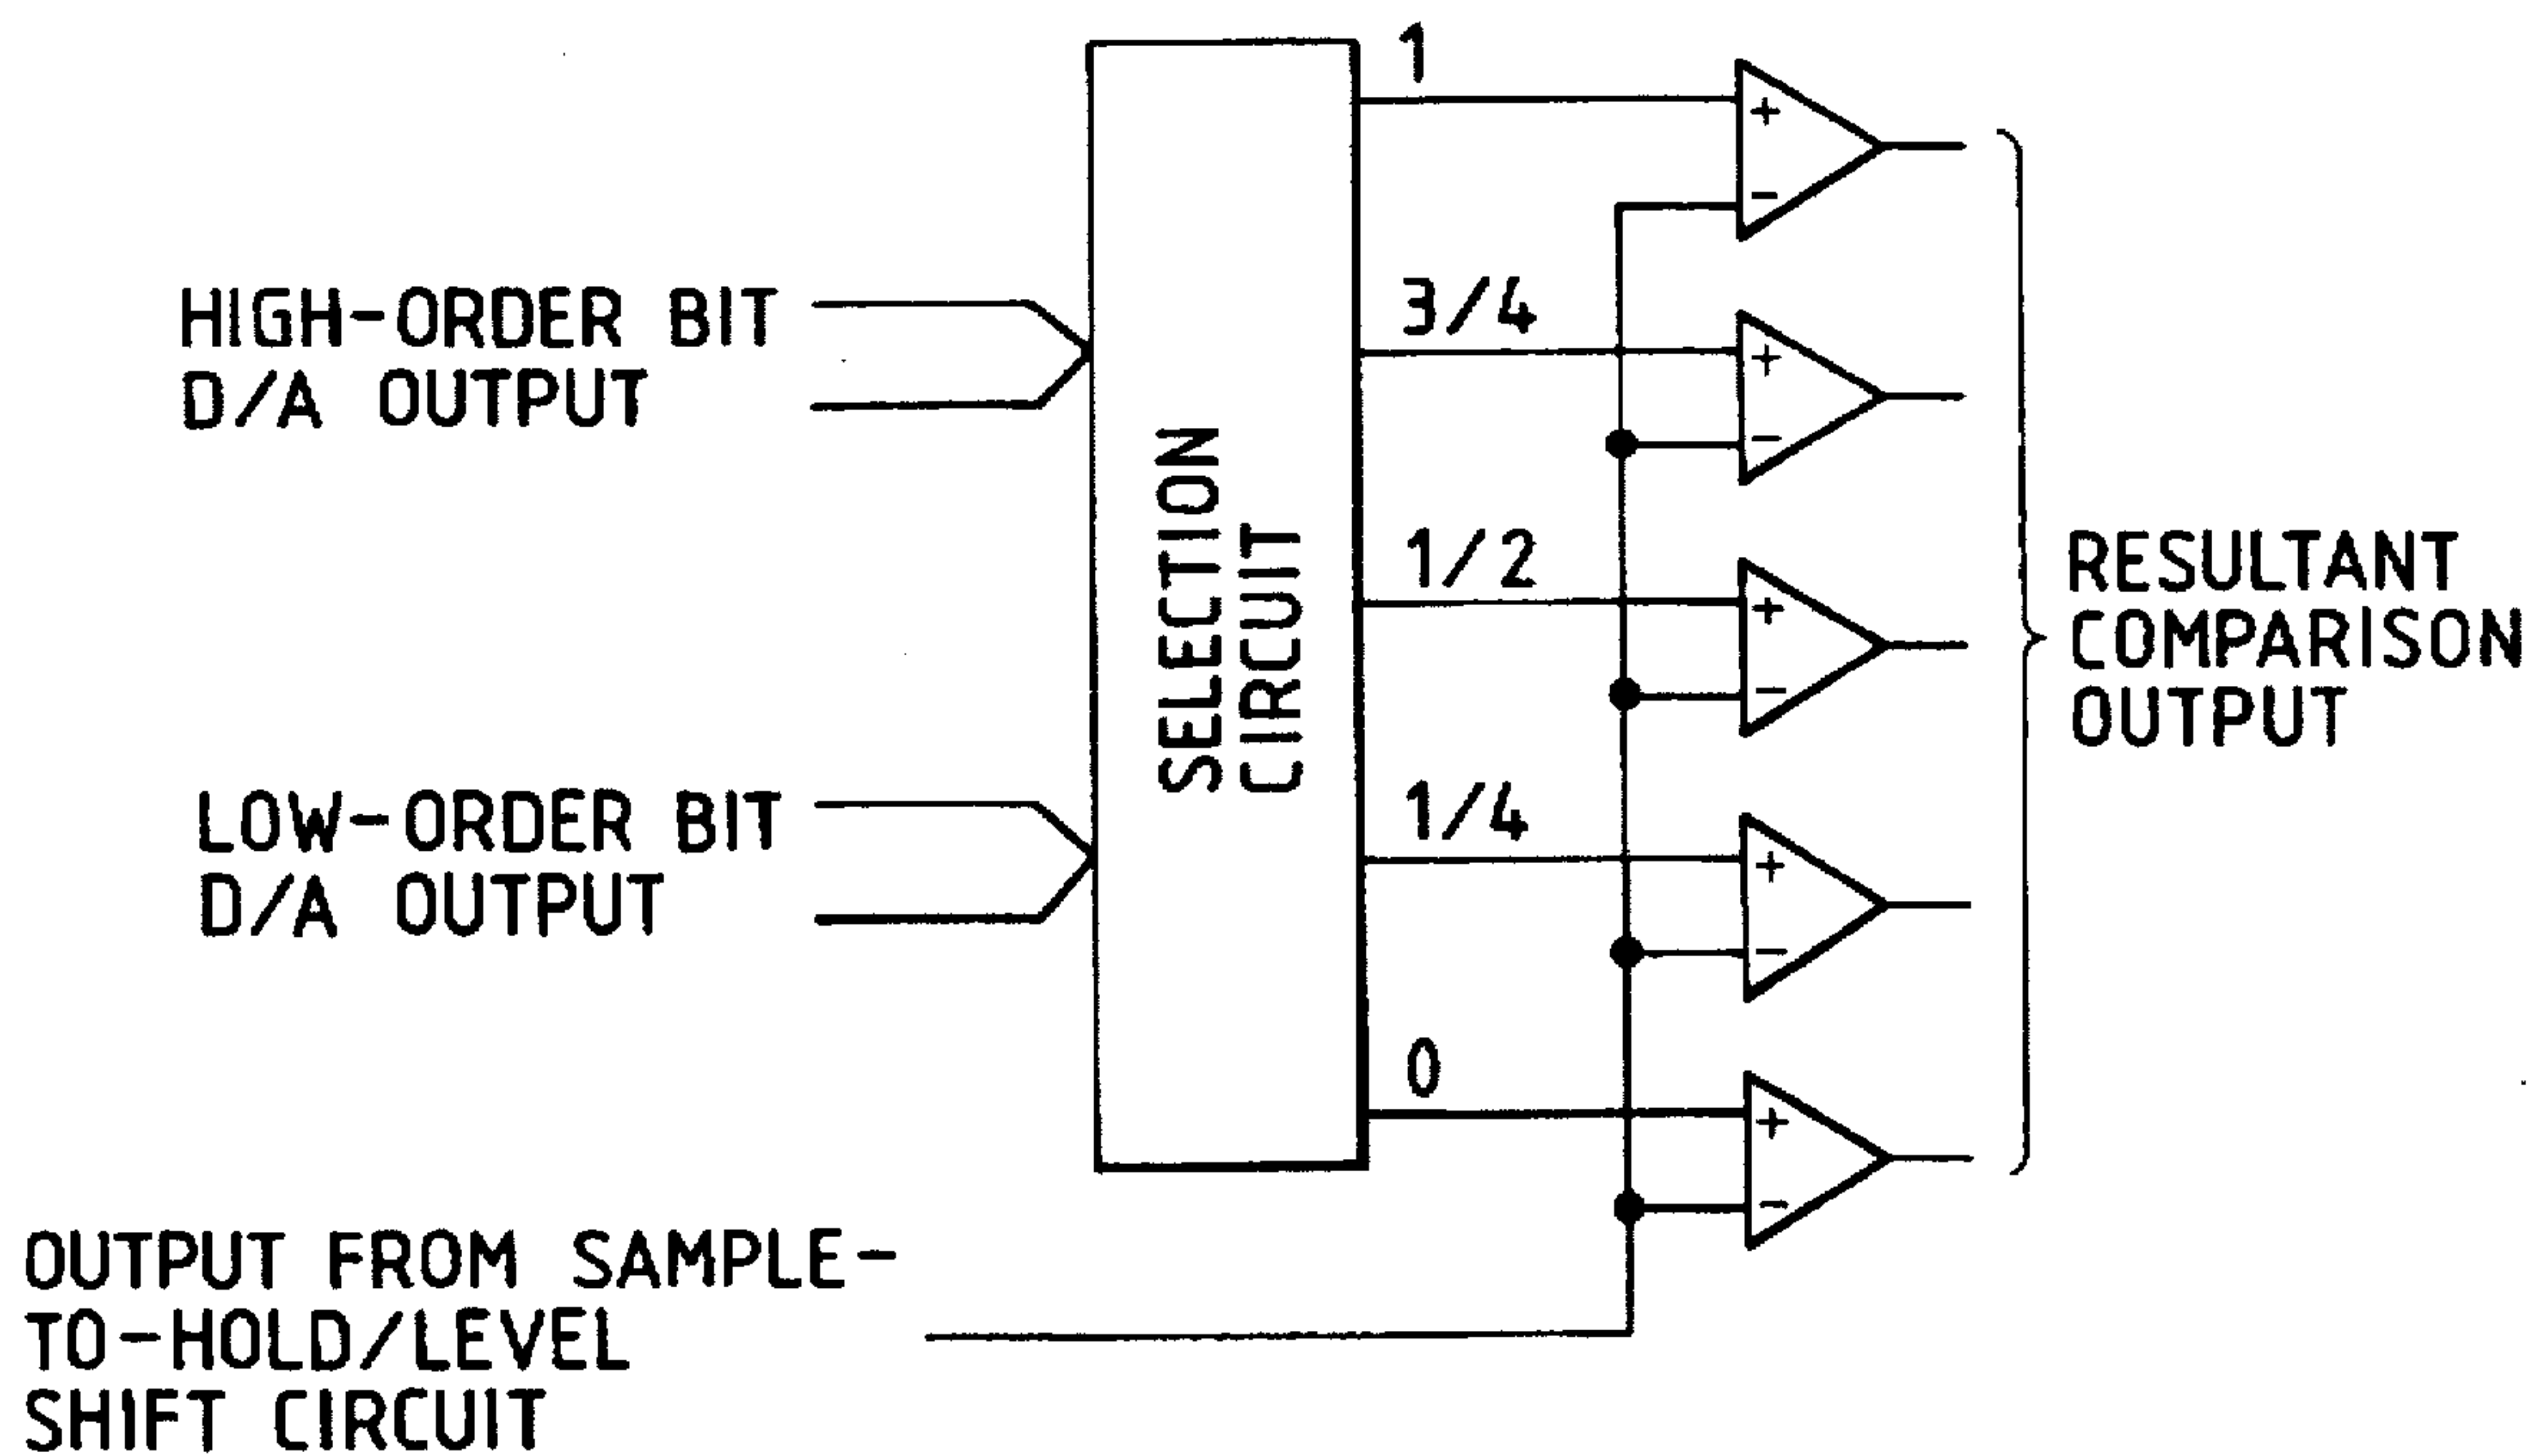 HIGH-ORDER BIT
D/A OUTPUT
LOW-ORDER BIT
D/A OUTPUT
OUTPUT FROM SAMPLE-
TO-HOLD/LEVEL
SHIFT CIRCUIT
SELECTION
CIRCUIT
1
3/4
1/2
1/4
0
+
-
+
-
+
-
+
-
+
-
RESULTANT
COMPARISON
OUTPUT